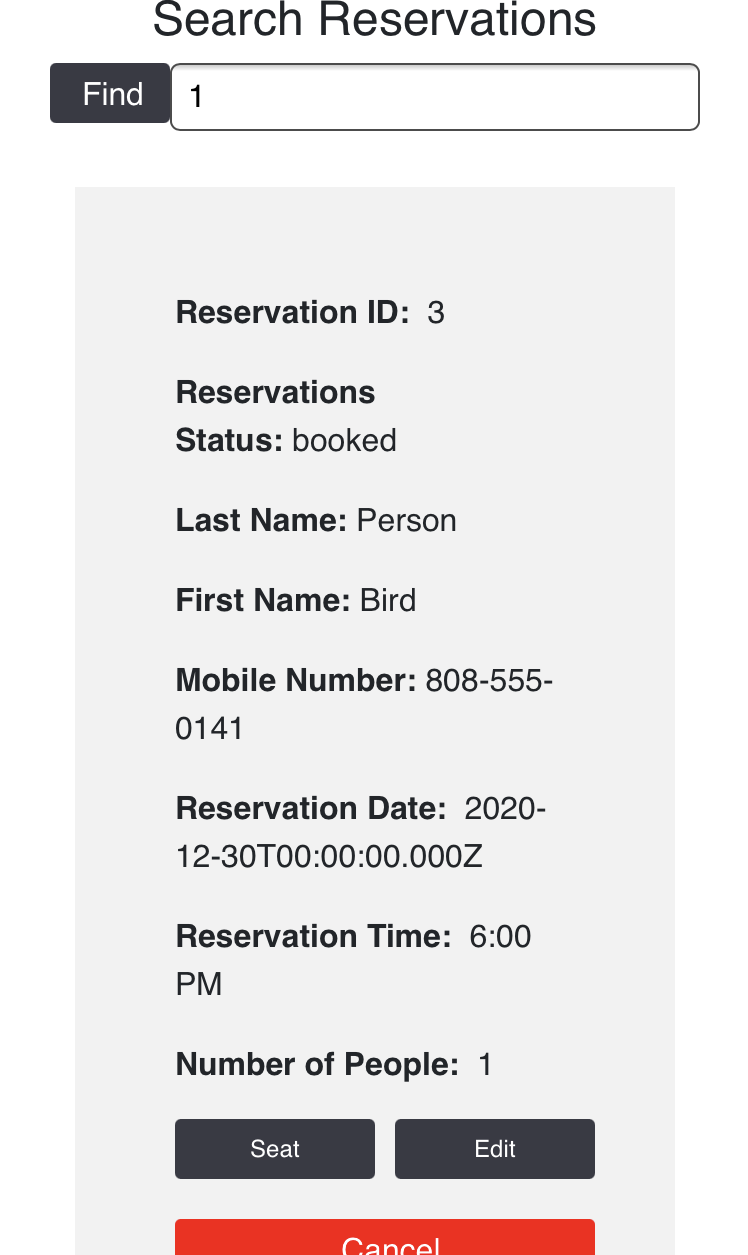 Search Reservations
Find 1
Reservation ID: 3
Reservations
Status: booked
Last Name: Person
First Name: Bird
Mobile Number: 808-555-
0141
Reservation Date: 2020-
12-30T00:00:00.000Z
Reservation Time: 6:00
PM
Number of People: 1
Seat Edit
Cancel